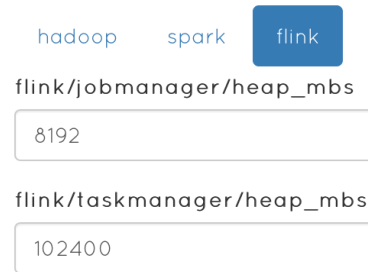 hadoop spark flink
flink/jobmanager/heap_mbs
8192
flink/taskmanager/heap_mbs
102400